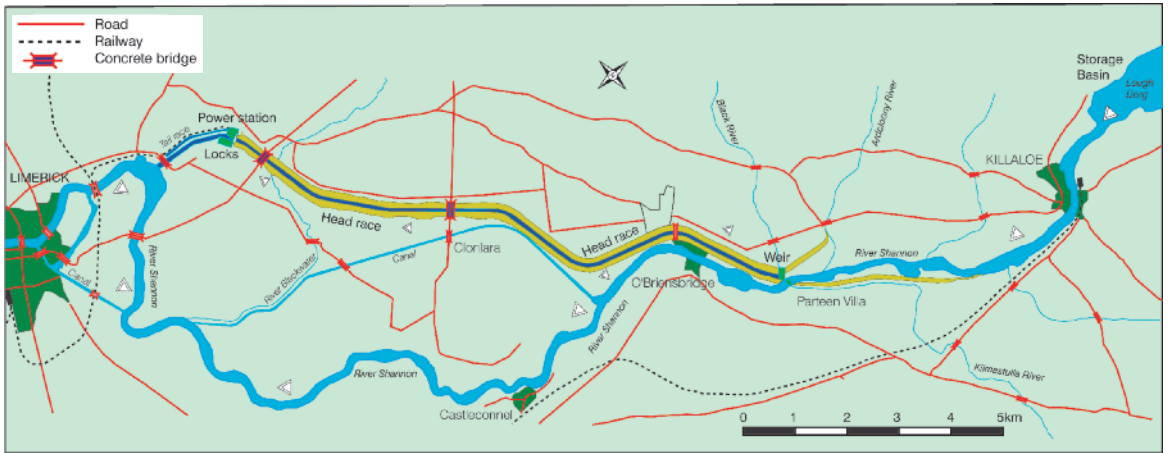 Road
Railway
Concrete bridge
Storage
Basin
Lough
Derg
Power station
Tail race
Locks
Black River
Ardcloony River
KILLALOE
LIMERICK
Head race
Head race
Clonlara
Canal
River Shannon
River Blackwater
Canal
Weir
River Shannon
O'Briensbridge
Parteen Villa
River Shannon
River Shannon
Kilmastulla River
Castleconnel
0 1 2 3 4 5km